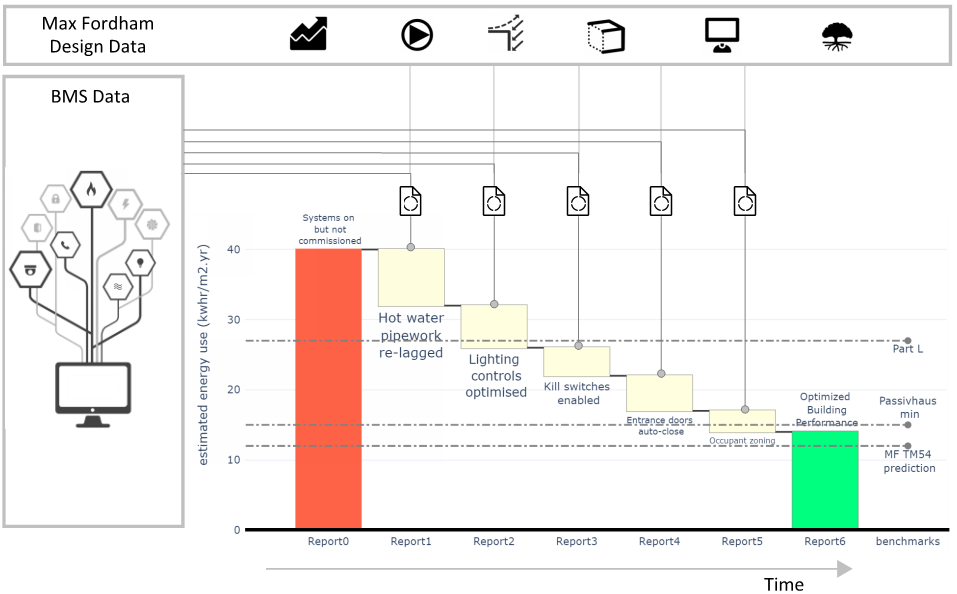 Max Fordham
Design Data
BMS Data
Systems on
but not
commissioned
estimated energy use (kwhr/m2.yr)
40
30
20
10
0
Hot water
pipework
re-lagged
Lighting
controls
optimised
Kill switches
enabled
Entrance doors
auto-close
Occupant zoning
Optimized
Building
Performance
Part L
Passivhaus
min
MF TM54
prediction
Report0
Report1
Report2
Report3
Report4
Report5
Report6
benchmarks
Time